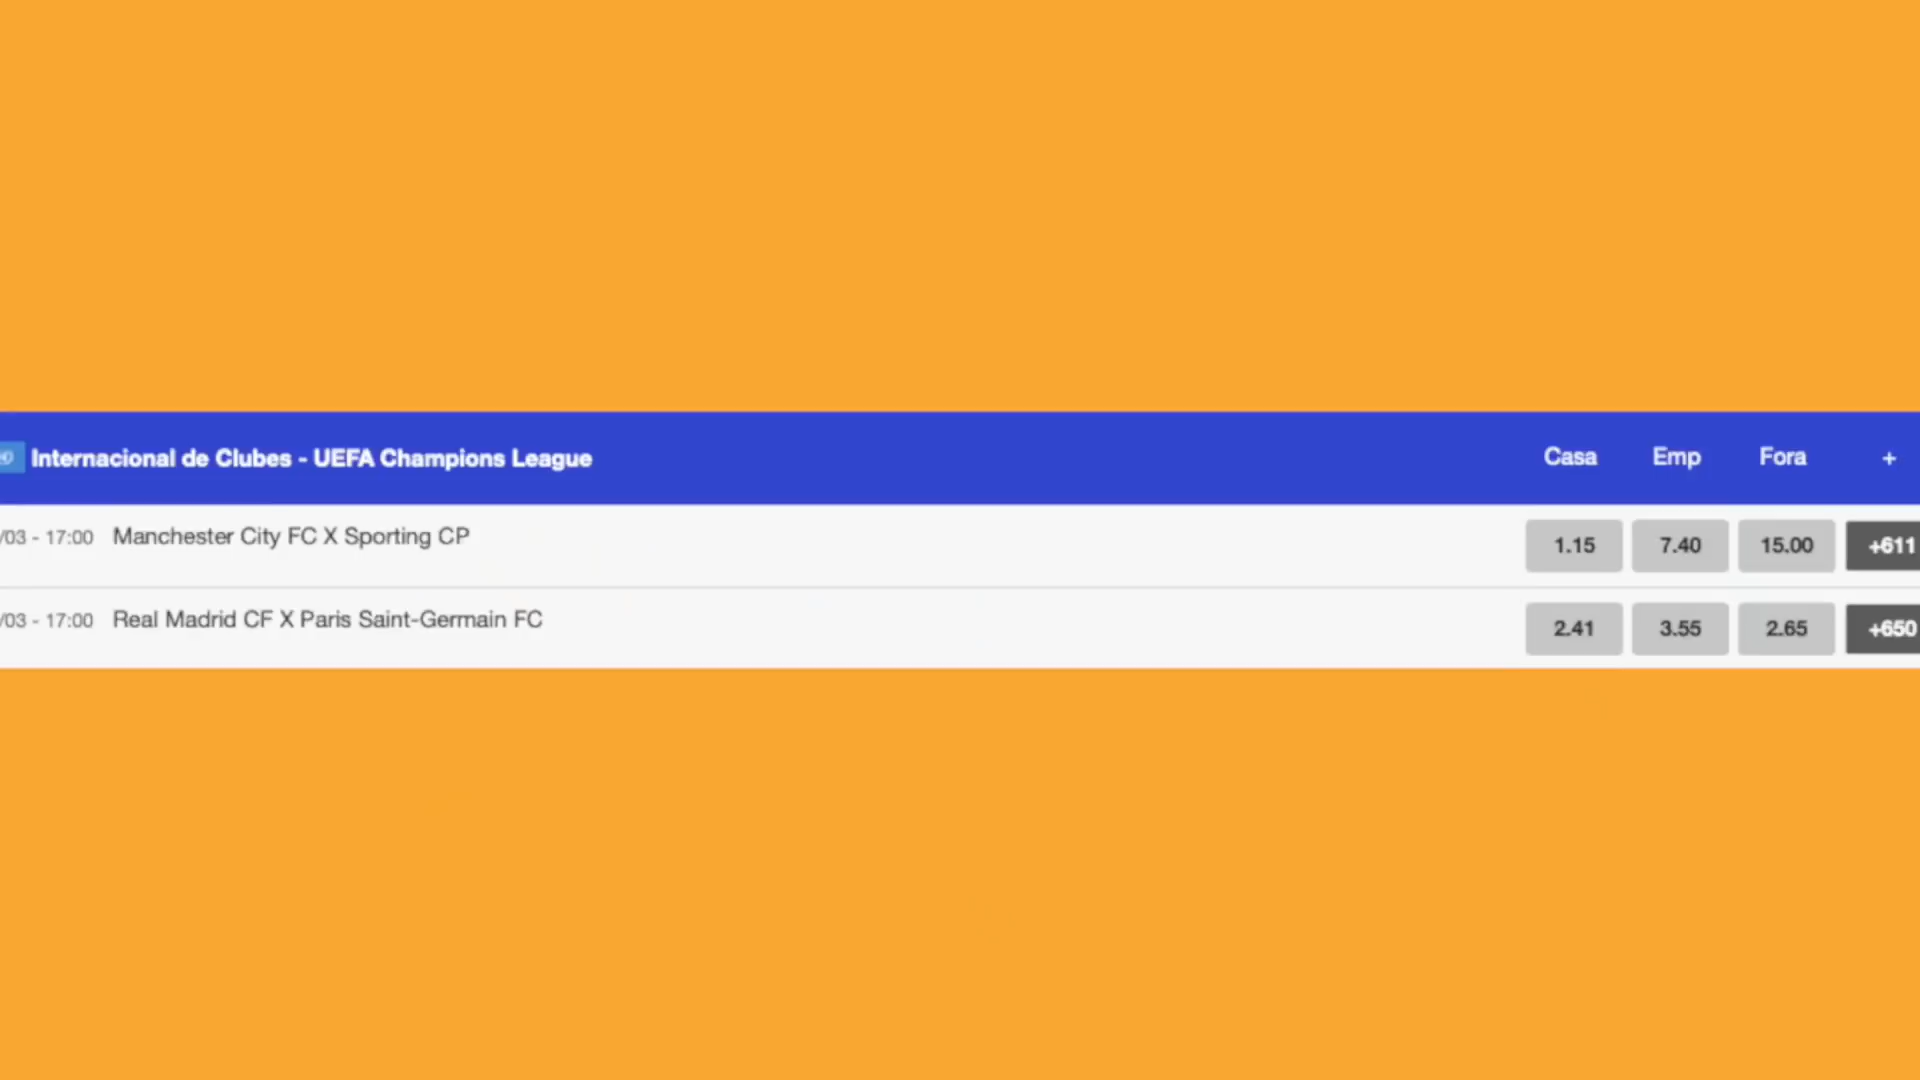 Internacional de Clubes - UEFA Champions League Casa Emp Fora +
/03 - 17:00 Manchester City FC X Sporting CP 1.15 7.40 15.00 +611
/03 - 17:00 Real Madrid CF X Paris Saint-Germain FC 2.41 3.55 2.65 +650